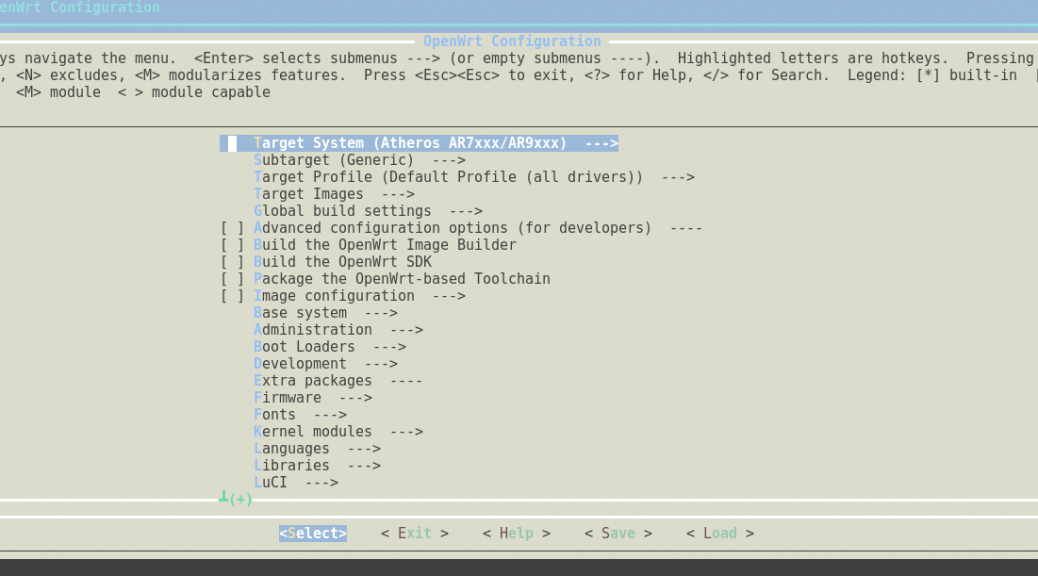 enWrt Configuration
OpenWrt Configuration
ys navigate the menu.  <Enter> selects submenus ---> (or empty submenus ----).  Highlighted letters are hotkeys.  Pressing
, <N> excludes, <M> modularizes features.  Press <Esc><Esc> to exit, <?> for Help, </> for Search.  Legend: [*] built-in  [
<M> module  < > module capable
Target System (Atheros AR7xxx/AR9xxx)  --->
Subtarget (Generic)  --->
Target Profile (Default Profile (all drivers))  --->
Target Images  --->
Global build settings  --->
[ ] Advanced configuration options (for developers)  ----
[ ] Build the OpenWrt Image Builder
[ ] Build the OpenWrt SDK
[ ] Package the OpenWrt-based Toolchain
[ ] Image configuration  --->
Base system  --->
Administration  --->
Boot Loaders  --->
Development  --->
Extra packages  ----
Firmware  --->
Fonts  --->
Kernel modules  --->
Languages  --->
Libraries  --->
LuCI  --->
┴(+)
<Select>    < Exit >    < Help >    < Save >    < Load >